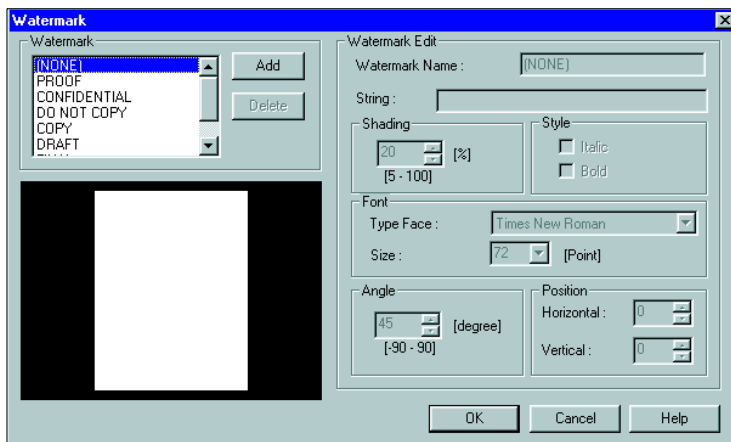 Watermark
Watermark
(NONE)
PROOF
CONFIDENTIAL
DO NOT COPY
COPY
DRAFT
Add
Delete
Watermark Edit
Watermark Name :
(NONE)
String :
Shading
20
[%]
[5 - 100]
Style
Italic
Bold
Font
Type Face :
Times New Roman
Size :
72
[Point]
Angle
45
[degree]
[-90 - 90]
Position
Horizontal :
0
Vertical :
0
OK
Cancel
Help